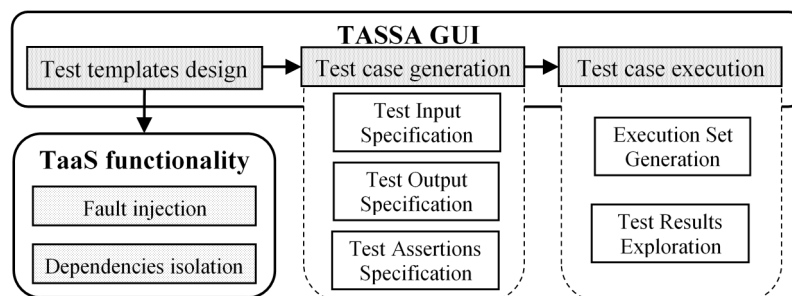 TASSA GUI
Test templates design
Test case generation
Test case execution
Test Input
Specification
Test Output
Specification
Test Assertions
Specification
Execution Set
Generation
Test Results
Exploration
TaaS functionality
Fault injection
Dependencies isolation